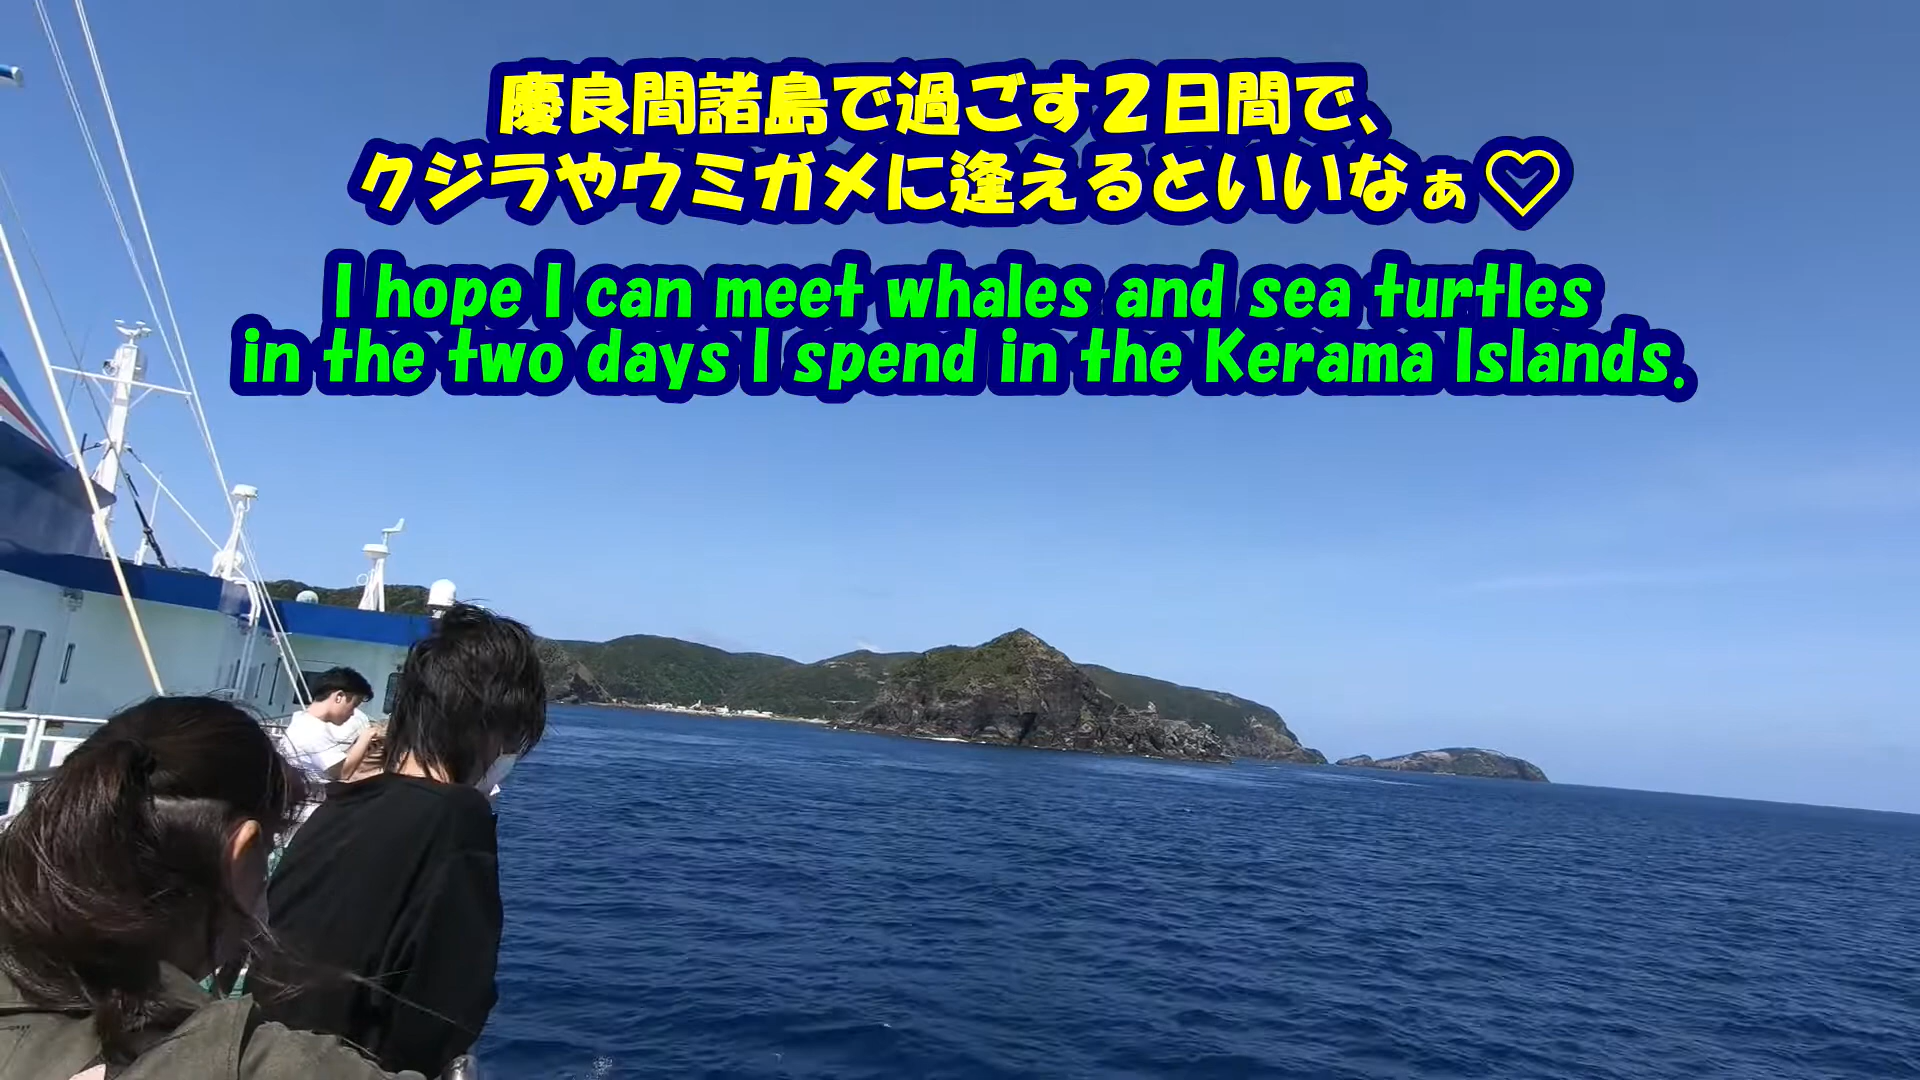 慶良間諸島で過ごす２日間で、
クジラやウミガメに逢えるといいなぁ♡
I hope I can meet whales and sea turtles
in the two days I spend in the Kerama Islands.